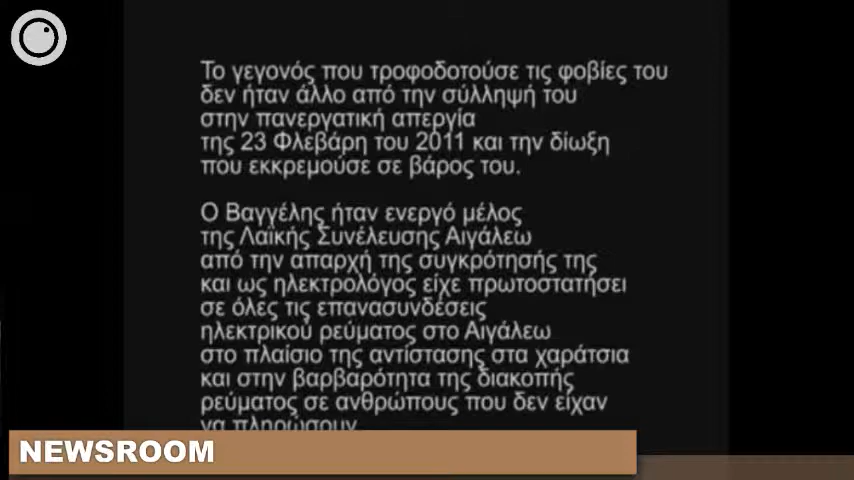 Το γεγονός που τροφοδοτούσε τις φοβίες του
δεν ήταν άλλο από την σύλληψή του
στην πανεργατική απεργία
της 23 Φλεβάρη του 2011 και την δίωξη
που εκκρεμούσε σε βάρος του.
Ο Βαγγέλης ήταν ενεργό μέλος
της Λαϊκής Συνέλευσης Αιγάλεω
από την απαρχή της συγκρότησής της
και ως ηλεκτρολόγος είχε πρωτοστατήσει
σε όλες τις επανασυνδέσεις
ηλεκτρικού ρεύματος στο Αιγάλεω
στο πλαίσιο της αντίστασης στα χαράτσια
και στην βαρβαρότητα της διακοπής
ρεύματος σε ανθρώπους που δεν είχαν
να πληρώσουν
NEWSROOM